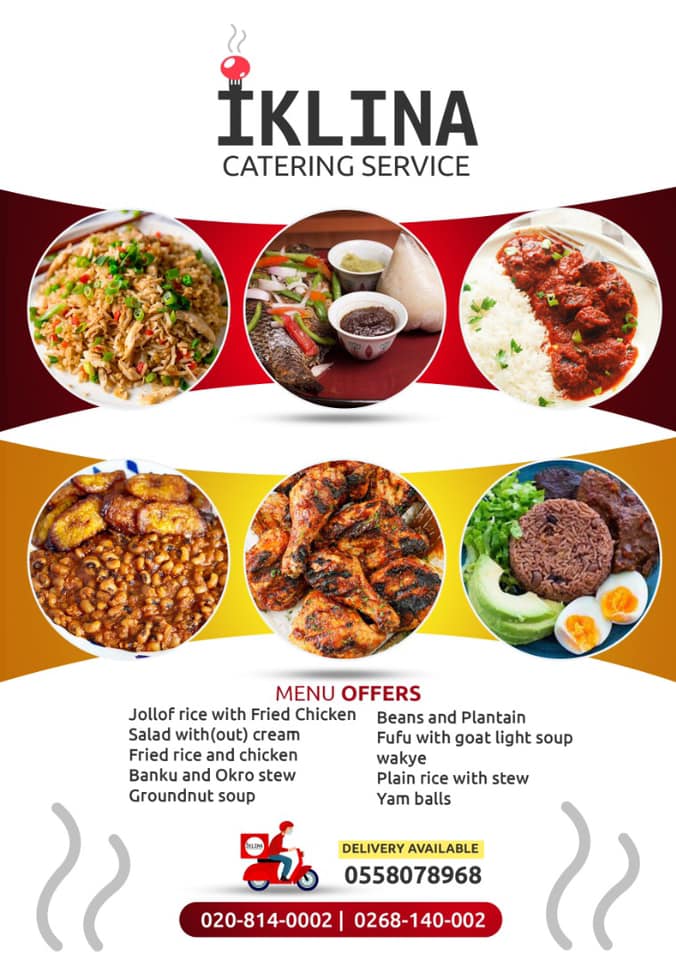 IKLINA
CATERING SERVICE
MENU OFFERS
Jollof rice with Fried Chicken
Salad with(out) cream
Fried rice and chicken
Banku and Okro stew
Groundnut soup
Beans and Plantain
Fufu with goat light soup
wakye
Plain rice with stew
Yam balls
IKLINA
DELIVERY AVAILABLE
0558078968
020-814-0002 | 0268-140-002